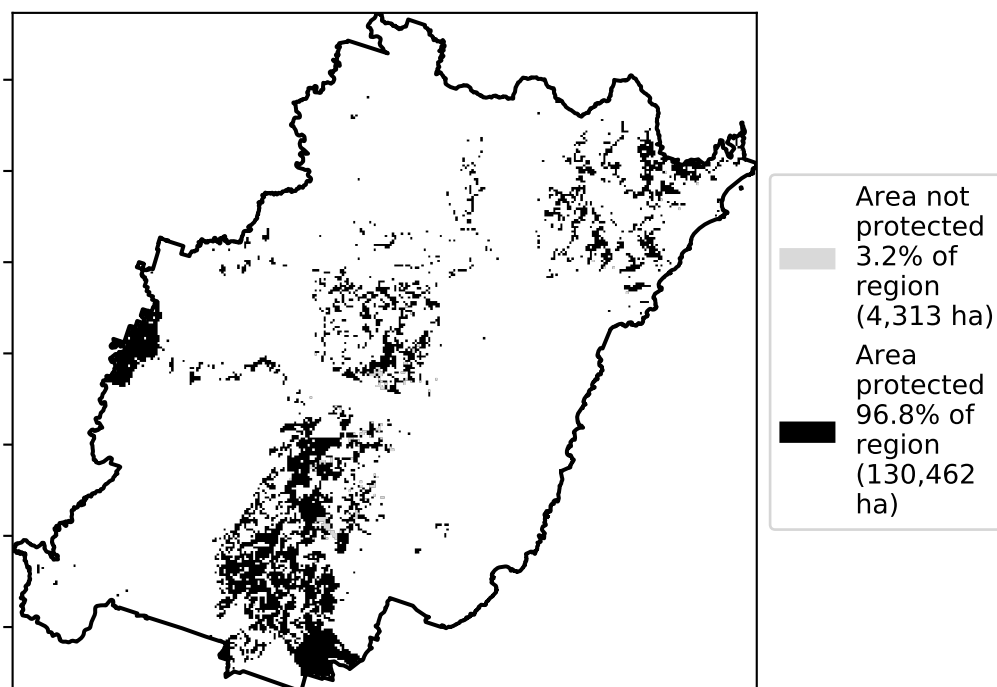 Area not
protected
3.2% of
region
(4,313 ha)
Area
protected
96.8% of
region
(130,462
ha)